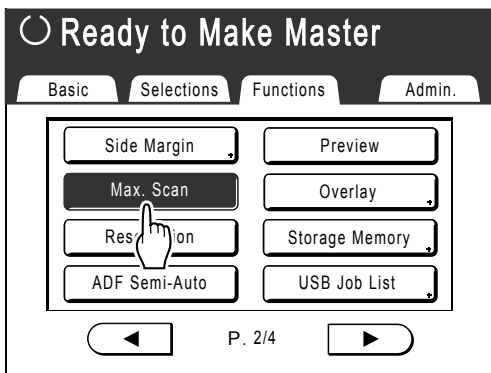 Ready to Make Master
Basic Selections Functions Admin.
Side Margin Preview
Max. Scan Overlay
Storage Memory
ADF Semi-Auto USB Job List
P. 2/4